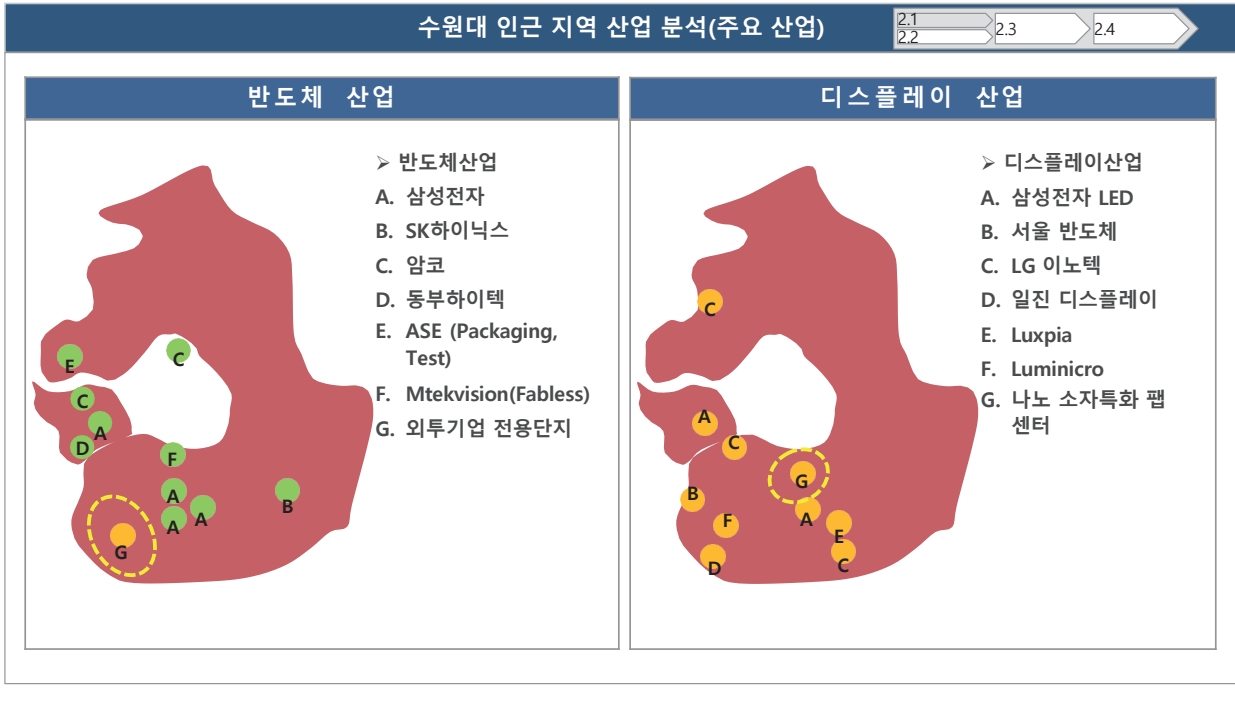 수원대 인근 지역 산업 분석(주요 산업)
2.1
2.2
2.3
2.4
반도체 산업
➢ 반도체산업
A. 삼성전자
B. SK하이닉스
C. 암코
D. 동부하이텍
E. ASE (Packaging,
Test)
F. Mtekvision(Fabless)
G. 외투기업 전용단지
E
C
C
A
D
F
A
A
A
B
G
디스플레이 산업
➢ 디스플레이산업
A. 삼성전자 LED
B. 서울 반도체
C. LG 이노텍
D. 일진 디스플레이
E. Luxpia
F. Luminicro
G. 나노 소자특화 팹
센터
C
A
C
G
B
A
F
E
D
C